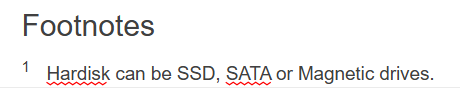 Footnotes
1 Hardisk can be SSD, SATA or Magnetic drives.